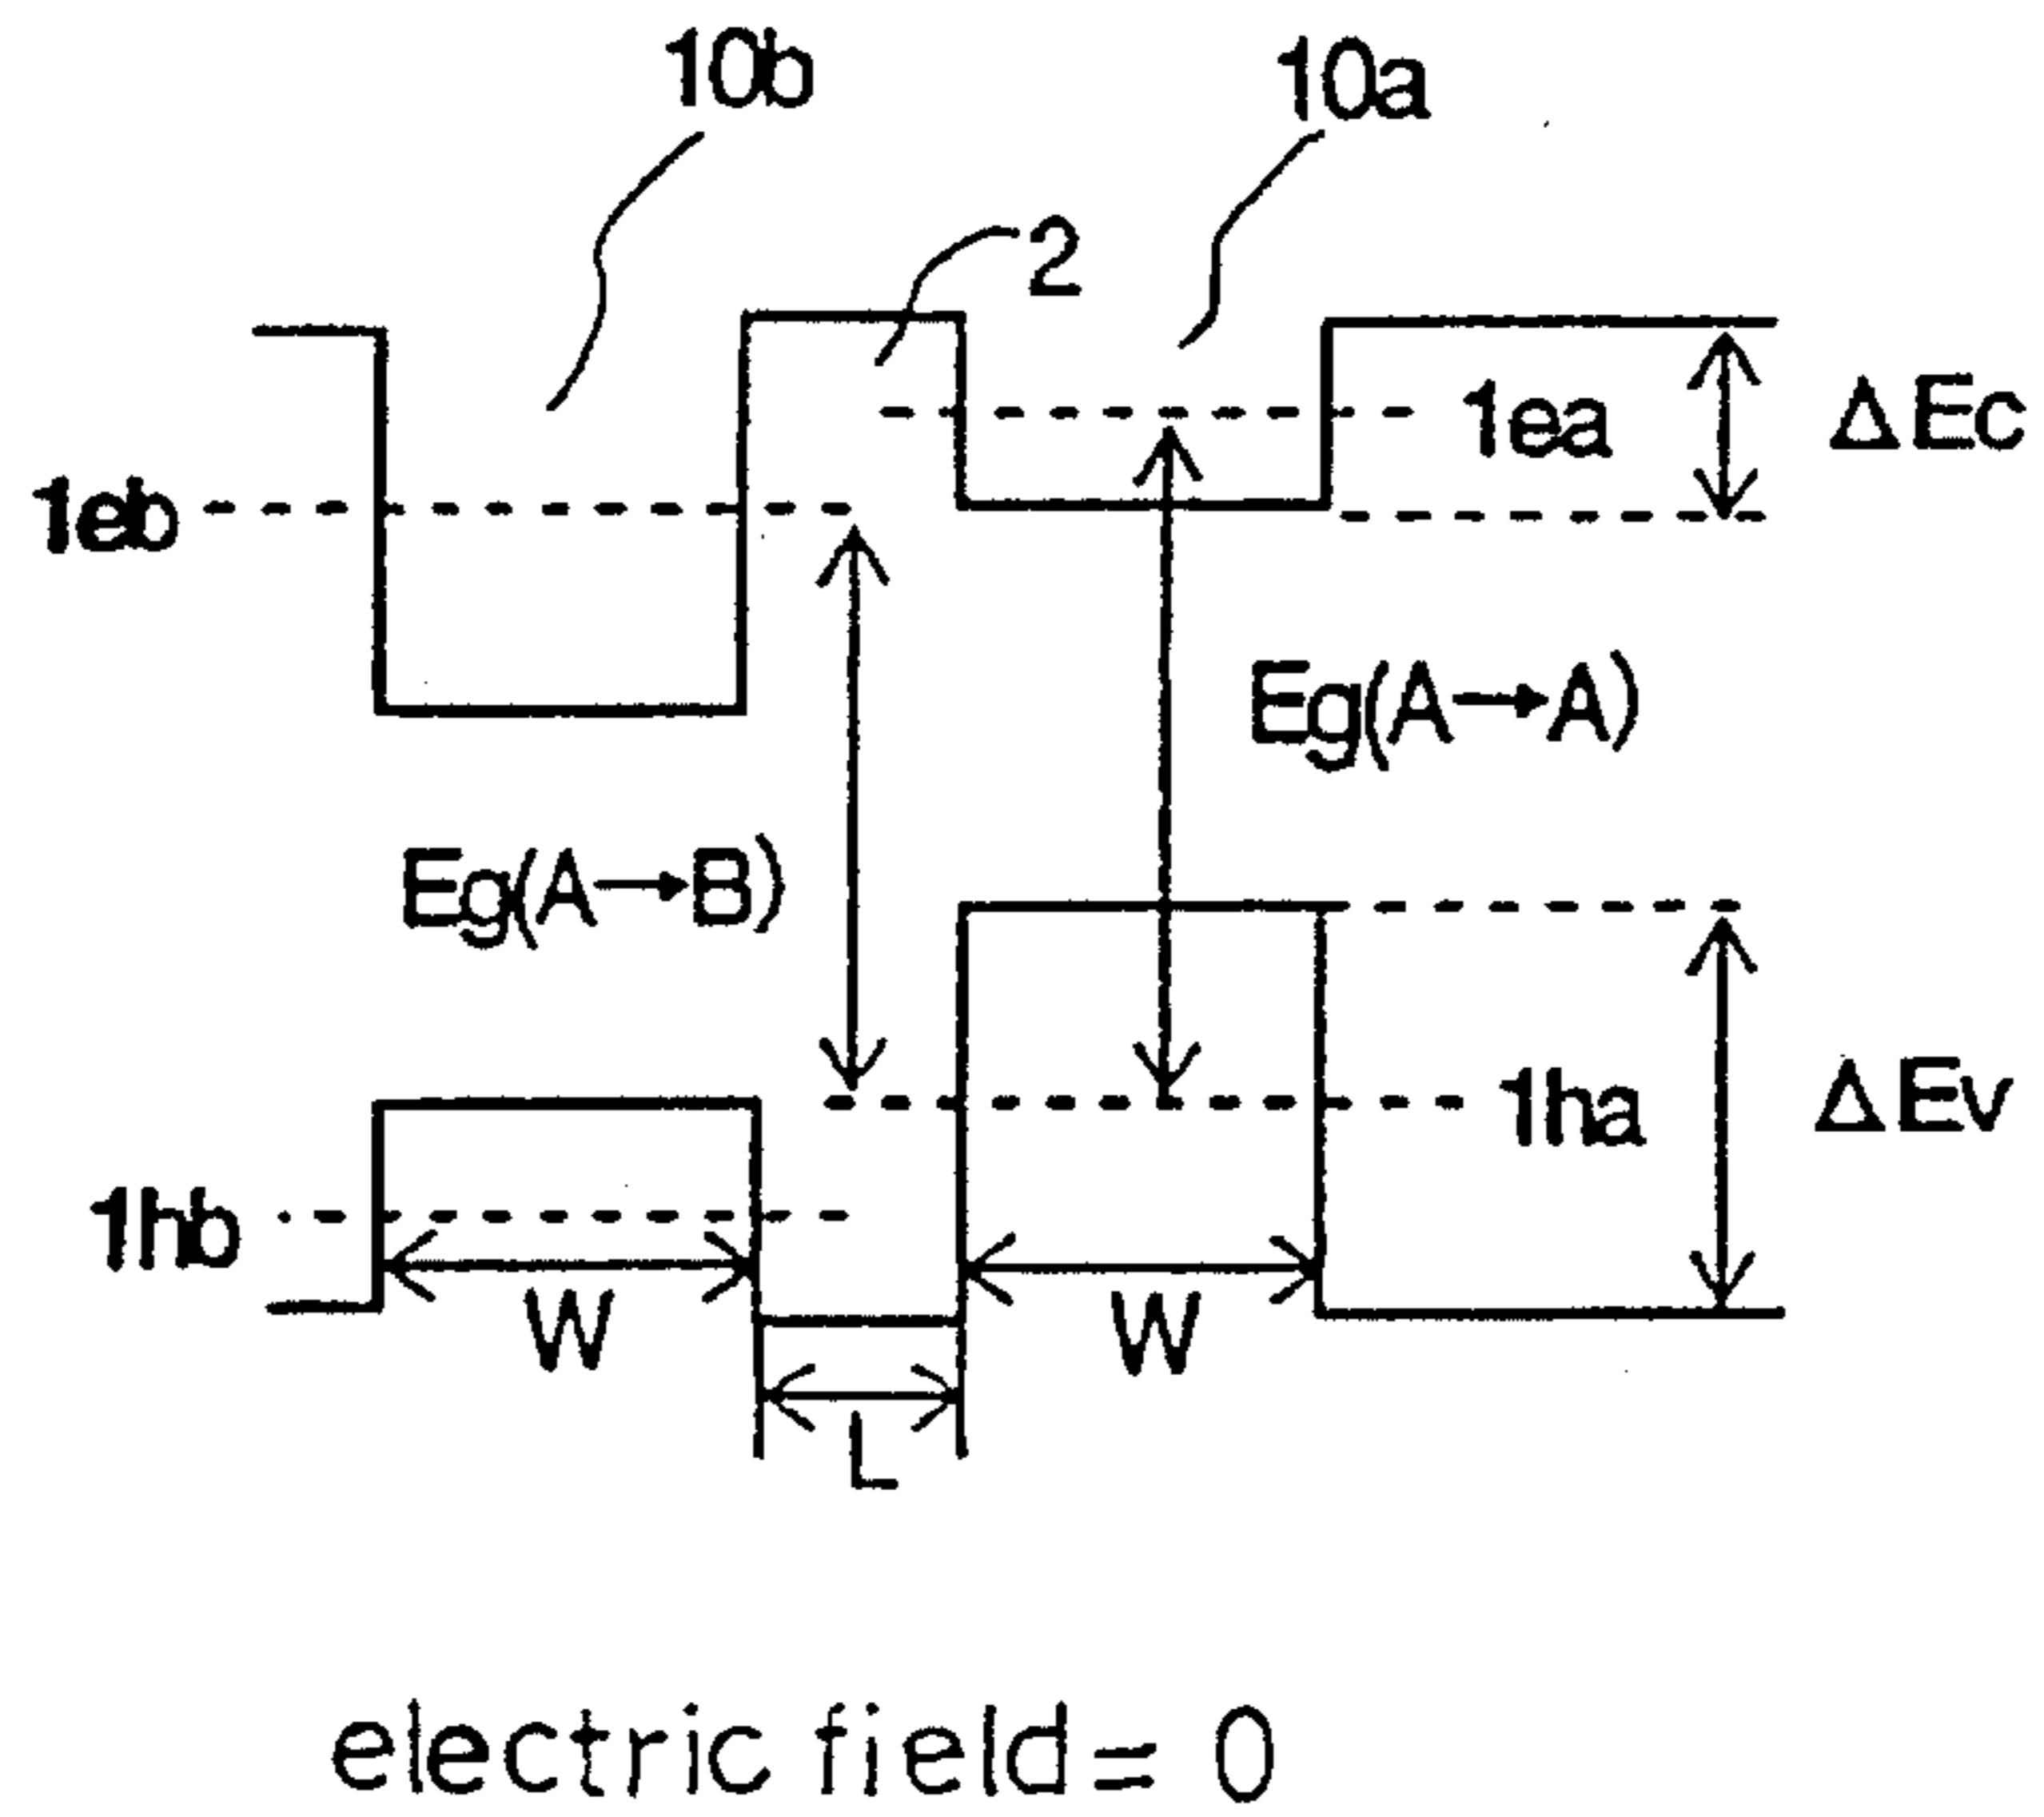 10b
10a
2
1ea
ΔEc
1eb
Eg(A→A)
Eg(A→B)
1ha
ΔEv
1hb
W
W
L
electric field= 0